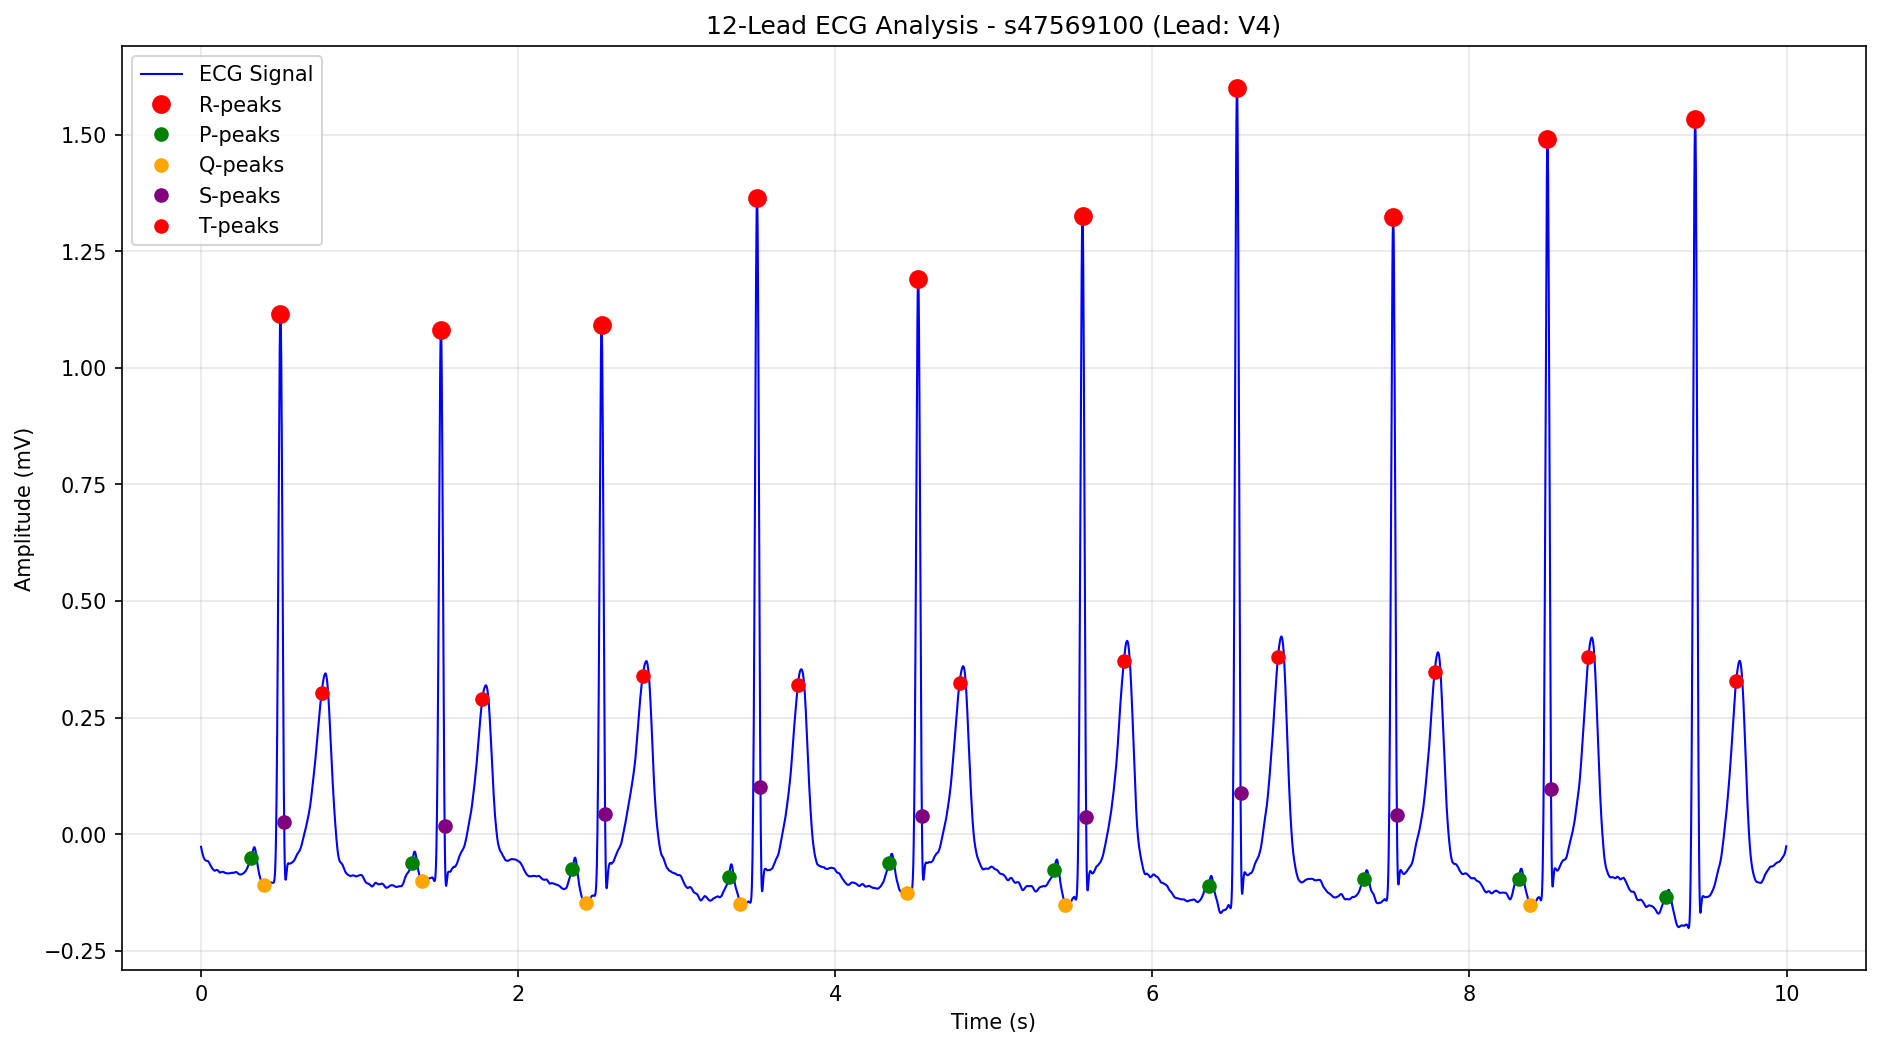 12-Lead ECG Analysis - s47569100 (Lead: V4)
ECG Signal
R-peaks
P-peaks
Q-peaks
S-peaks
T-peaks
Amplitude (mV)
1.50
1.25
1.00
0.75
0.50
0.25
0.00
−0.25
0
2
4
6
8
10
Time (s)